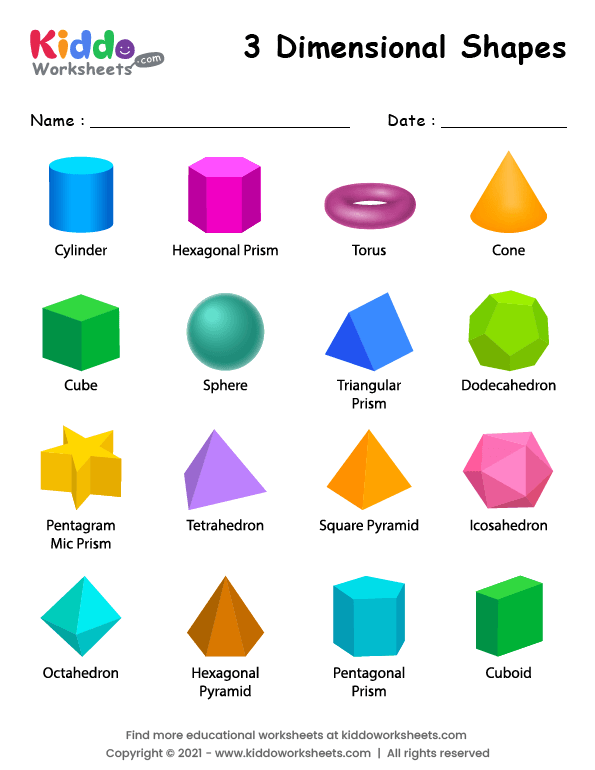 Kiddo
Worksheets.com
3 Dimensional Shapes
Name :
Date :
Cylinder
Hexagonal Prism
Torus
Cone
Cube
Sphere
Triangular
Prism
Dodecahedron
Pentagram
Mic Prism
Tetrahedron
Square Pyramid
Icosahedron
Octahedron
Hexagonal
Pyramid
Pentagonal
Prism
Cuboid
Find more educational worksheets at kiddoworksheets.com
Copyright © 2021 - www.kiddoworksheets.com | All rights reserved